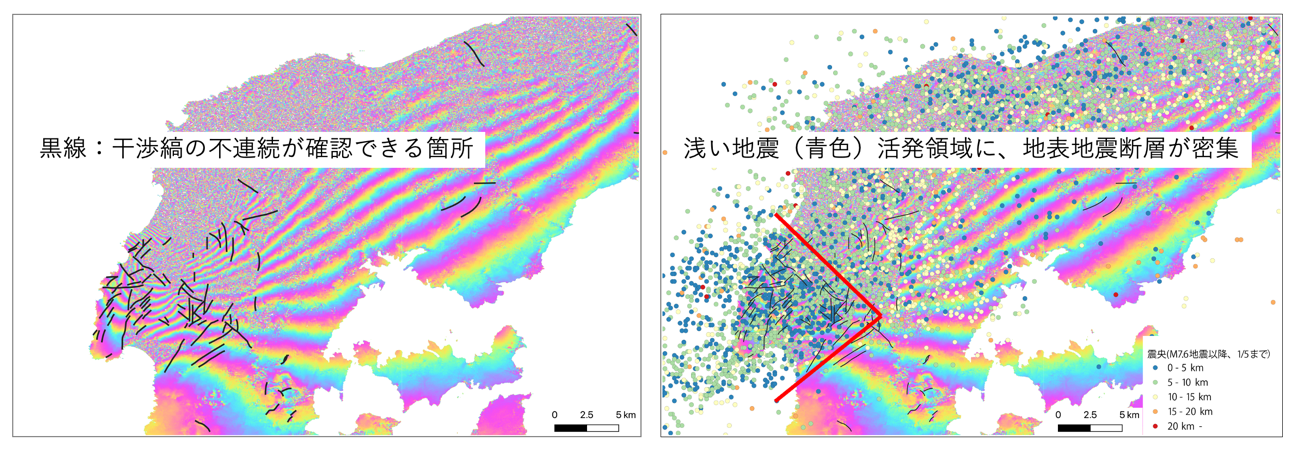 黒線：干渉縞の不連続が確認できる箇所
0 2.5 5 km
浅い地震（青色）活発領域に、地表地震断層が密集
震央(M7.6地震以降、1/5まで)
0 - 5 km
5 - 10 km
10 - 15 km
15 - 20 km
20 km -
0 2.5 5 km